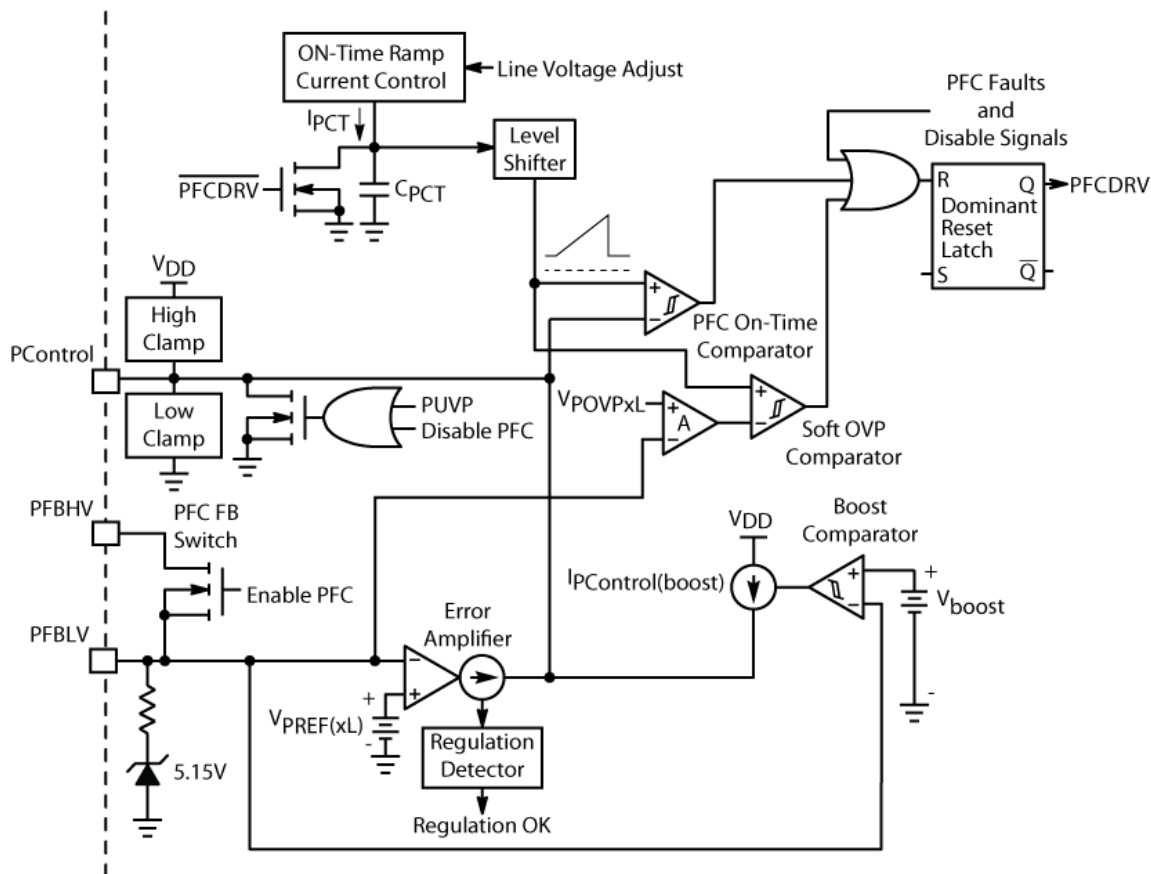 ON-Time Ramp
Current Control
Line Voltage Adjust
IPCT
PFCDRV
CPCT
Level
Shifter
PFC Faults
and
Disable Signals
R
Q
PFCDRV
Dominant
Reset
Latch
S
Q
VDD
High
Clamp
PControl
Low
Clamp
PUVP
Disable PFC
+
−
PFC On-Time
Comparator
VPOVPxL
+
−
A
+
−
Soft OVP
Comparator
PFBHV
PFC FB
Switch
Enable PFC
PFBLV
5.15V
Error
Amplifier
−
+
VPREF(xL)
+
-
Regulation
Detector
Regulation OK
VDD
IPControl(boost)
Boost
Comparator
+
−
+
Vboost
-